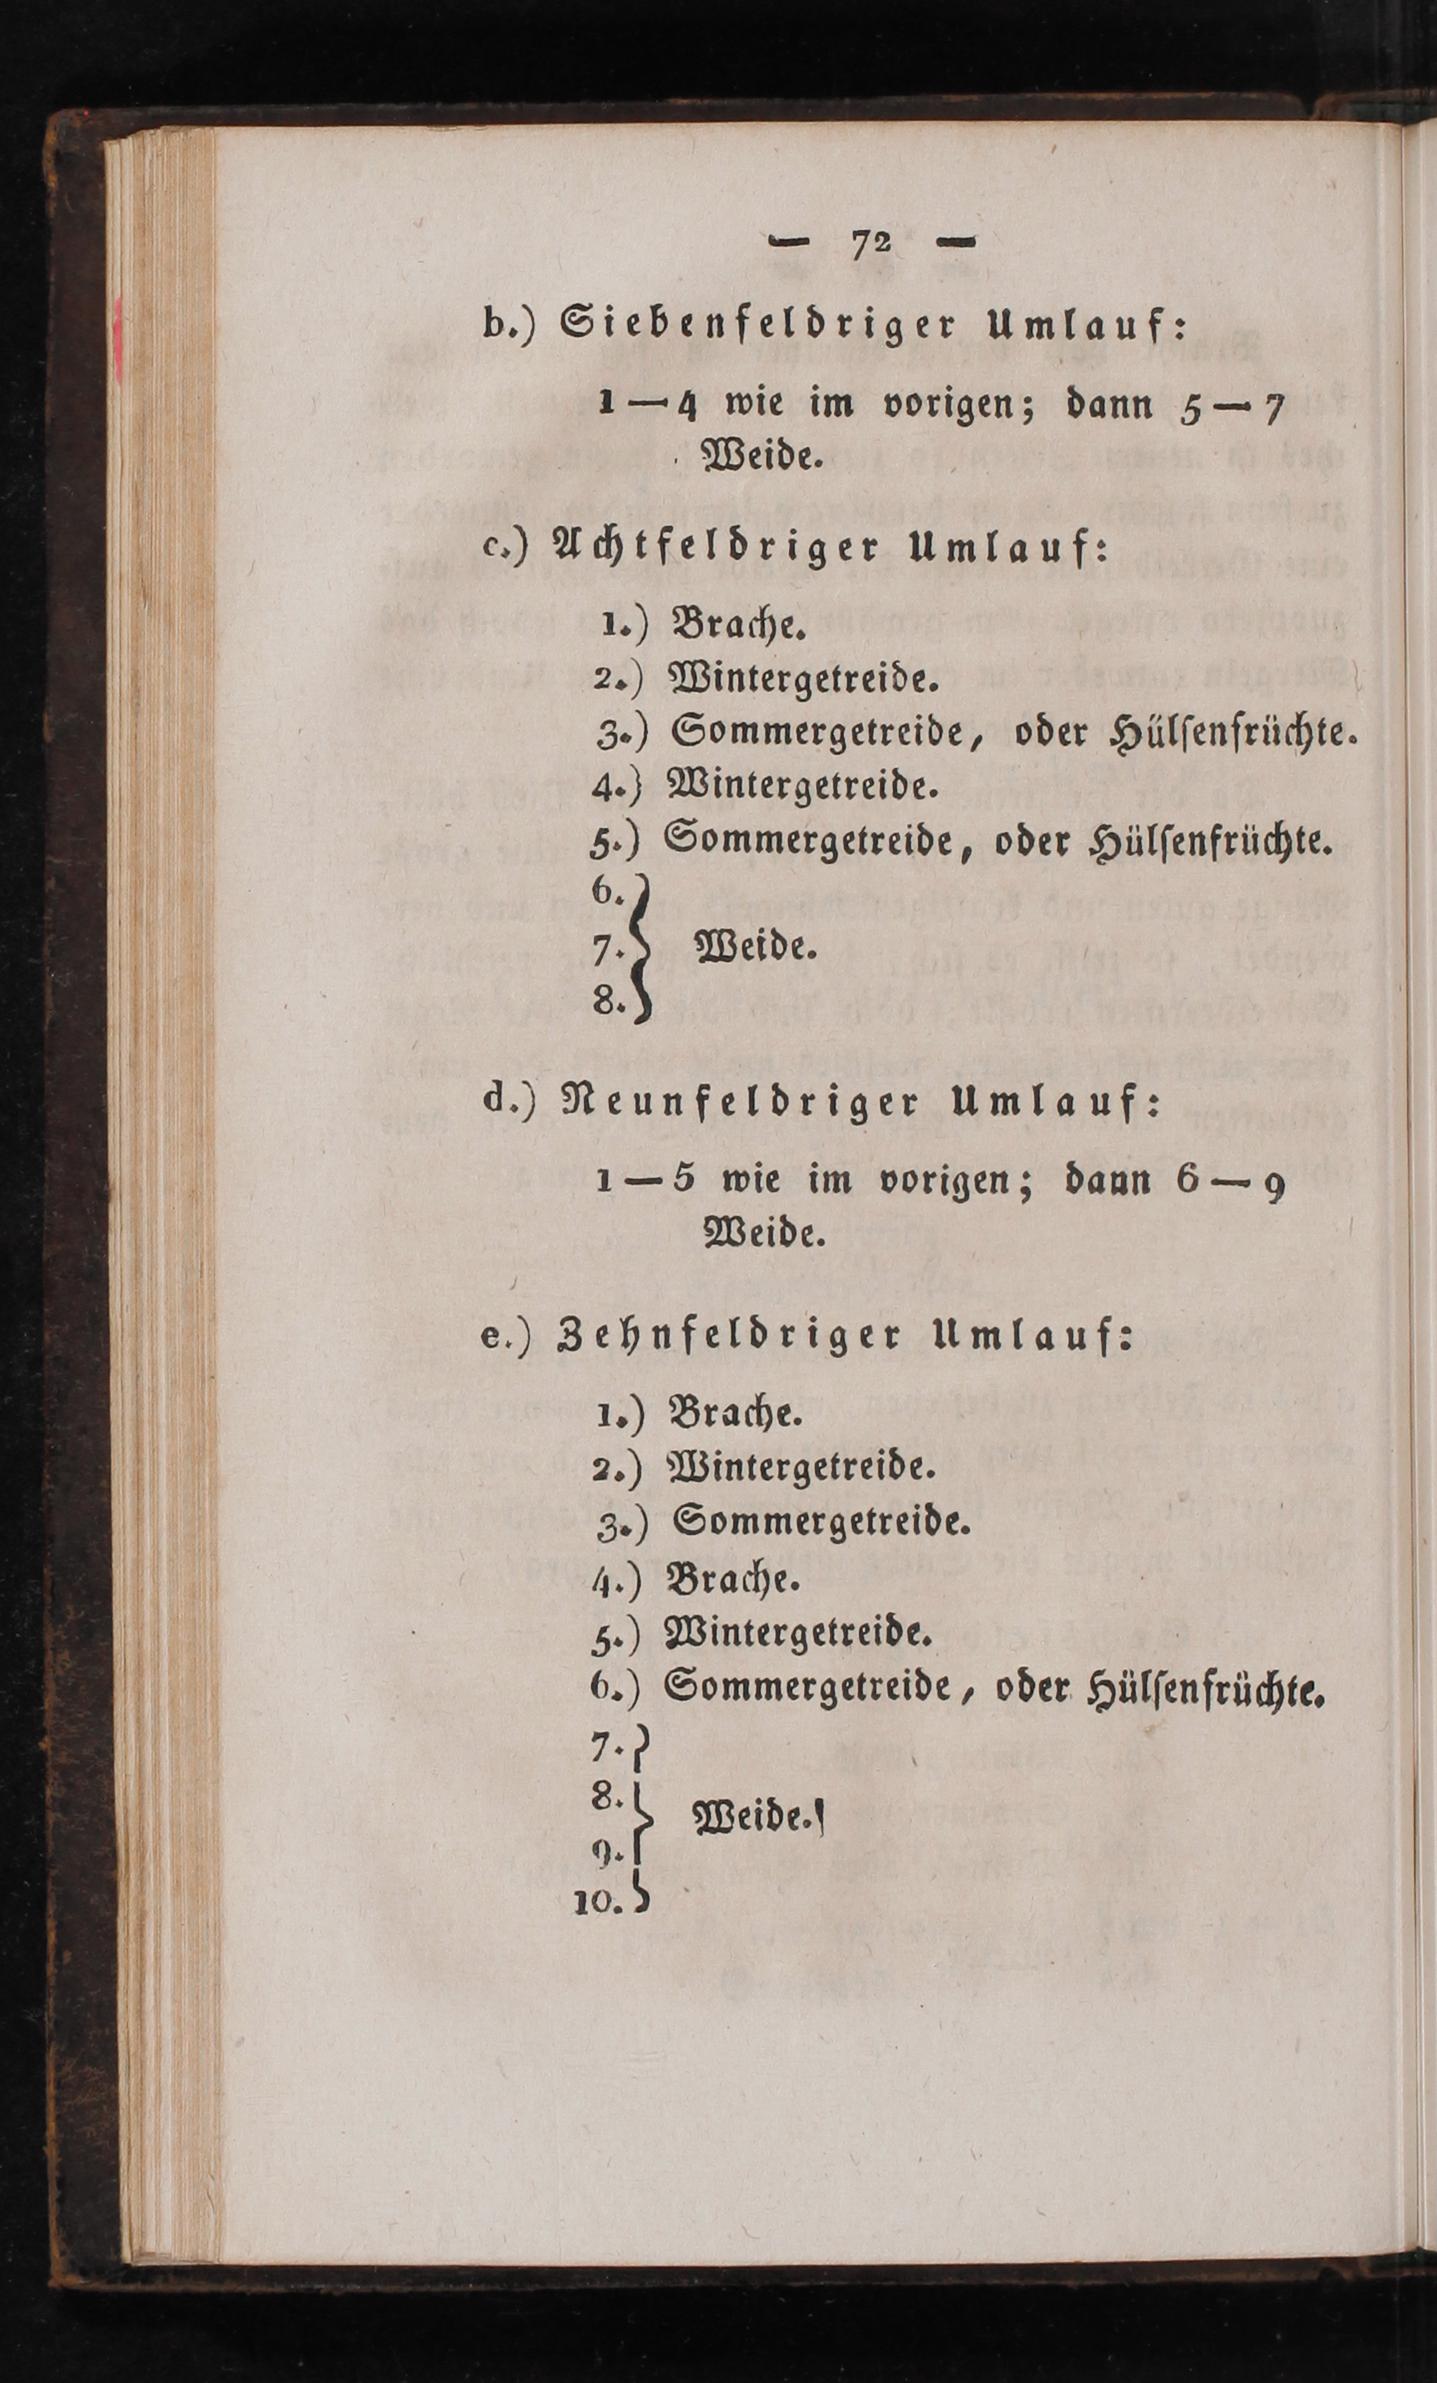 — 72 —
b.) Siebenfeldriger Umlauf:
1—4 wie im vorigen; dann 5—7
Weide.
c.) Achtfeldriger Umlauf:
1.) Brache.
2.) Wintergetreide.
3.) Sommergetreide, oder Hülſenfrüchte.
4.) Wintergetreide.
5.) Sommergetreide, oder Hülſenfrüchte.
6.
7. } Weide.
8.
d.) Neunfeldriger Umlauf:
1—5 wie im vorigen; dann 6—9
Weide.
e.) Zehnfeldriger Umlauf:
1.) Brache.
2.) Wintergetreide.
3.) Sommergetreide.
4.) Brache.
5.) Wintergetreide.
6.) Sommergetreide, oder Hülſenfrüchte.
7.
8.
9. } Weide.
10.